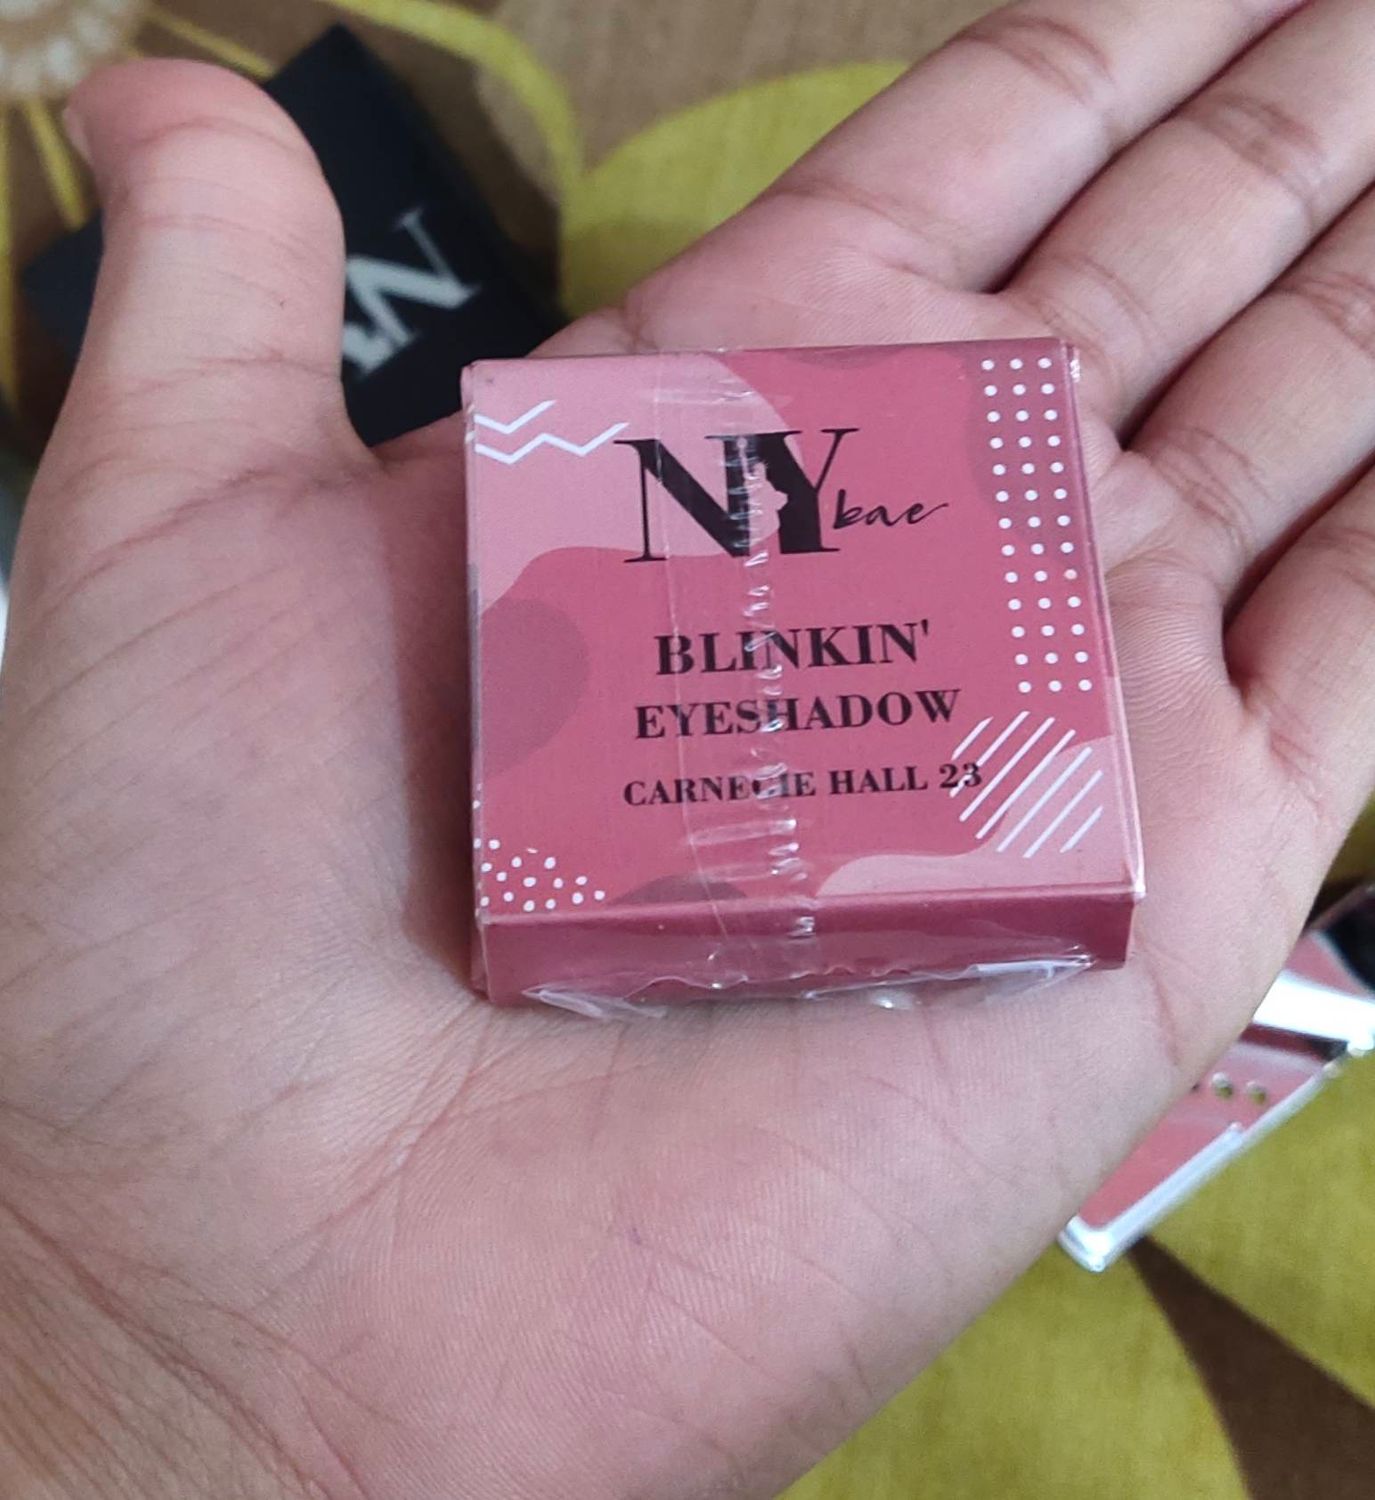 NY bae
BLINKIN'
EYESHADOW
CARNEGIE HALL 23